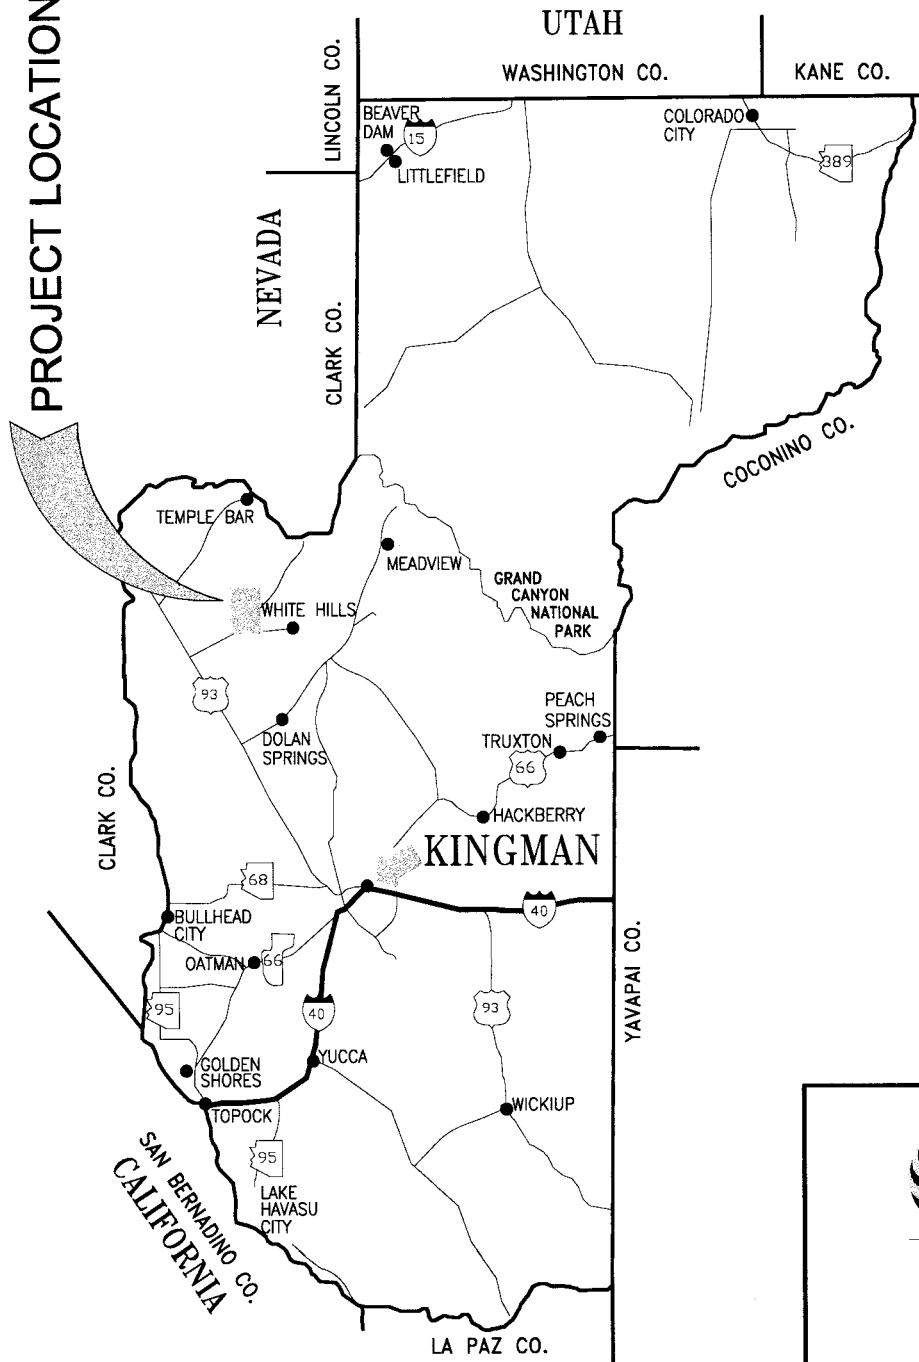 UTAH
WASHINGTON CO.
KANE CO.
PROJECT LOCATION
LINCOLN CO.
BEAVER
DAM
15
LITTLEFIELD
COLORADO
CITY
389
NEVADA
CLARK CO.
COCONINO CO.
TEMPLE BAR
MEADVIEW
GRAND
CANYON
NATIONAL
PARK
WHITE HILLS
93
PEACH
SPRINGS
DOLAN
SPRINGS
TRUXTON
66
CLARK CO.
HACKBERRY
KINGMAN
68
40
BULLHEAD
CITY
OATMAN
66
YAVAPAI CO.
95
40
93
GOLDEN
SHORES
YUCCA
TOPOCK
WICKIUP
SAN BERNADINO CO.
CALIFORNIA
95
LAKE
HAVASU
CITY
LA PAZ CO.